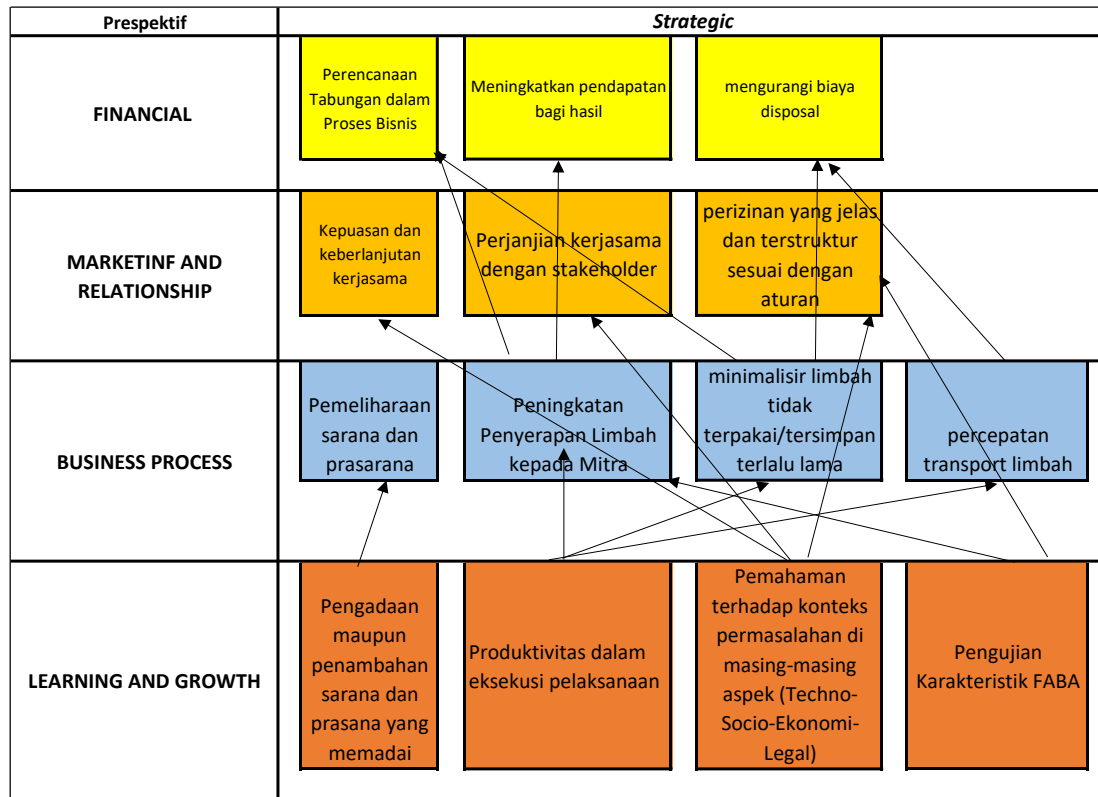 Prespektif
Strategic
FINANCIAL
Perencanaan
Tabungan dalam
Proses Bisnis
Meningkatkan pendapatan
bagi hasil
mengurangi biaya
disposal
MARKETINF AND
RELATIONSHIP
Kepuasan dan
keberlanjutan
kerjasama
Perjanjian kerjasama
dengan stakeholder
perizinan yang jelas
dan terstruktur
sesuai dengan
aturan
BUSINESS PROCESS
Pemeliharaan
sarana dan
prasarana
Peningkatan
Penyerapan Limbah
kepada Mitra
minimalisir limbah
tidak
terpakai/tersimpan
terlalu lama
percepatan
transport limbah
LEARNING AND GROWTH
Pengadaan
maupun
penambahan
sarana dan
prasana yang
memadai
Produktivitas dalam
eksekusi pelaksanaan
Pemahaman
terhadap konteks
permasalahan di
masing-masing
aspek (Techno-
Socio-Ekonomi-
Legal)
Pengujian
Karakteristik FABA